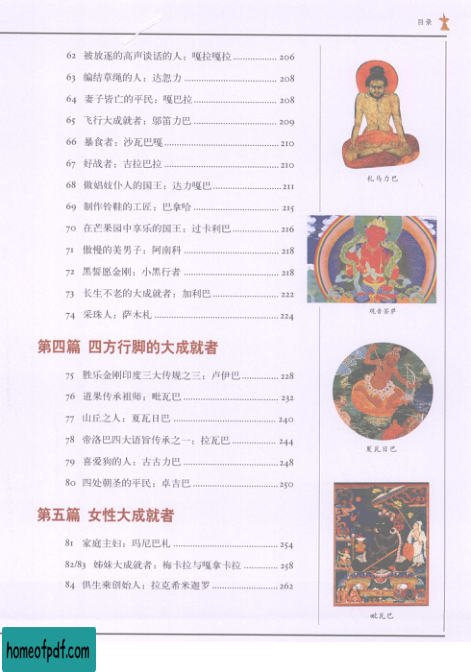 目录
62 被放逐的高声谈话的人：嘎拉嘎拉 206
63 编结草绳的人：达忽力 208
64 妻子皆亡的平民：嘎巴拉 208
65 飞行大成就者：邬笛力巴 209
66 暴食者：沙瓦巴嘎 210
67 好战者：吉拉巴拉 210
68 做娼妓仆人的国王：达力嘎巴 211
69 制作铃鞋的工匠：巴拿哈 215
70 在芒果园中享乐的国王：过卡利巴 216
71 傲慢的美男子：阿南科 218
72 黑誓愿金刚：小黑行者 218
73 长生不老的大成就者：加利巴 222
74 采珠人：萨木札 224
第四篇 四方行脚的大成就者
75 胜乐金刚印度三大传规之三：卢伊巴 228
76 道果传承祖师：毗瓦巴 232
77 山丘之人：夏瓦日巴 240
78 帝洛巴四大语旨传承之一：拉瓦巴 244
79 喜爱狗的人：古古力巴 248
80 四处朝圣的平民：卓吉巴 250
第五篇 女性大成就者
81 家庭主妇：玛尼巴札 254
82/83 姊妹大成就者：梅卡拉与嘎拿卡拉 258
84 俱生乘创始人：拉克希米迦罗 262
札马力巴
观音菩萨
夏瓦日巴
毗瓦巴
homeofpdf.com